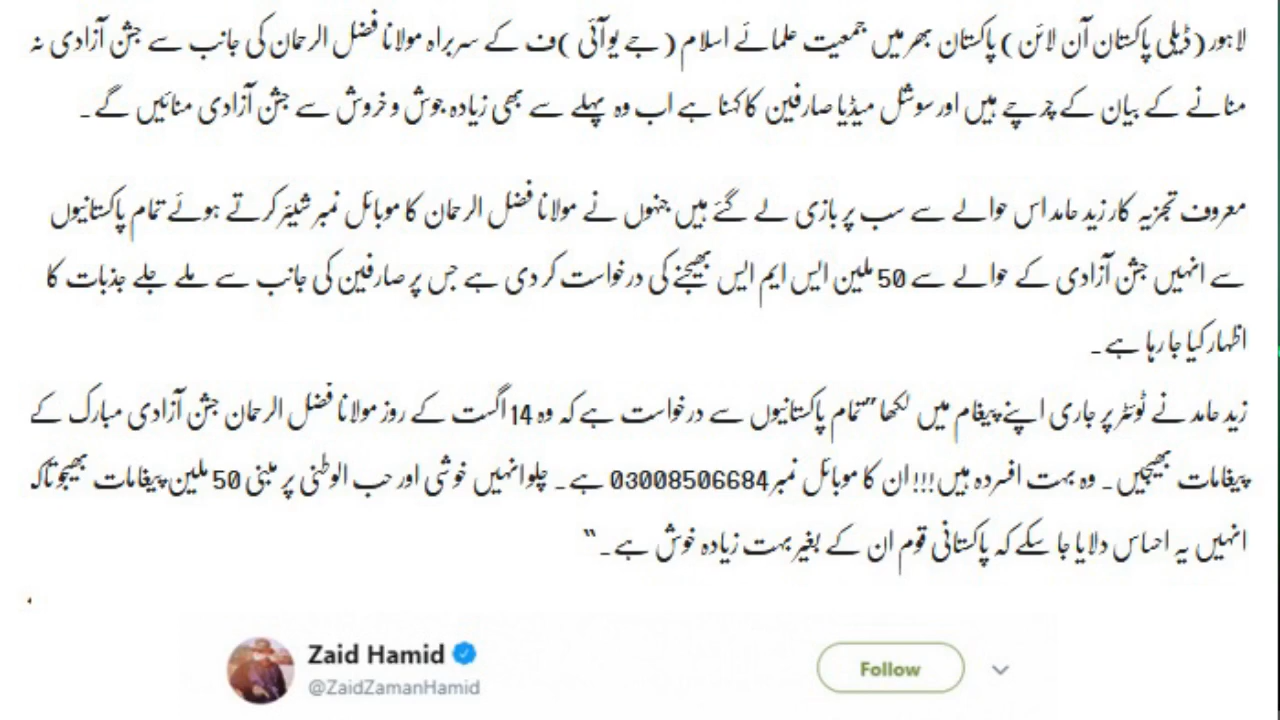 لاہور (ڈیلی پاکستان آن لائن) پاکستان بھر میں جمعیت علمائے اسلام (جے یو آئی) ف کے سربراہ مولانا فضل الرحمان کی جانب سے جشن آزادی نہ
منانے کے بیان کے چرچے ہیں اور سوشل میڈیا صارفین کا کہنا ہے اب وہ پہلے سے بھی زیادہ جوش و خروش سے جشن آزادی منائیں گے۔
معروف تجزیہ کار زید حامد اس حوالے سے سب پر بازی لے گئے ہیں جنہوں نے مولانا فضل الرحمان کا موبائل نمبر شیئر کرتے ہوئے تمام پاکستانیوں
سے انہیں جشن آزادی کے حوالے سے 50 ملین ایس ایم ایس بھیجنے کی درخواست کر دی ہے جس پر صارفین کی جانب سے ملے جلے جذبات کا
اظہار کیا جا رہا ہے۔
زید حامد نے ٹوئٹر پر جاری اپنے پیغام میں لکھا ”تمام پاکستانیوں سے درخواست ہے کہ وہ 14 اگست کے روز مولانا فضل الرحمان جشن آزادی مبارک کے
پیغامات بھیجیں۔ وہ بہت افسردہ ہیں!!! ان کا موبائل نمبر 03008506684 ہے۔ چلو انہیں خوشی اور حب الوطنی پر مبنی 50 ملین پیغامات بھیجو تاکہ
انہیں یہ احساس دلایا جا سکے کہ پاکستانی قوم ان کے بغیر بہت زیادہ خوش ہے۔“
Zaid Hamid
Follow
@ZaidZamanHamid